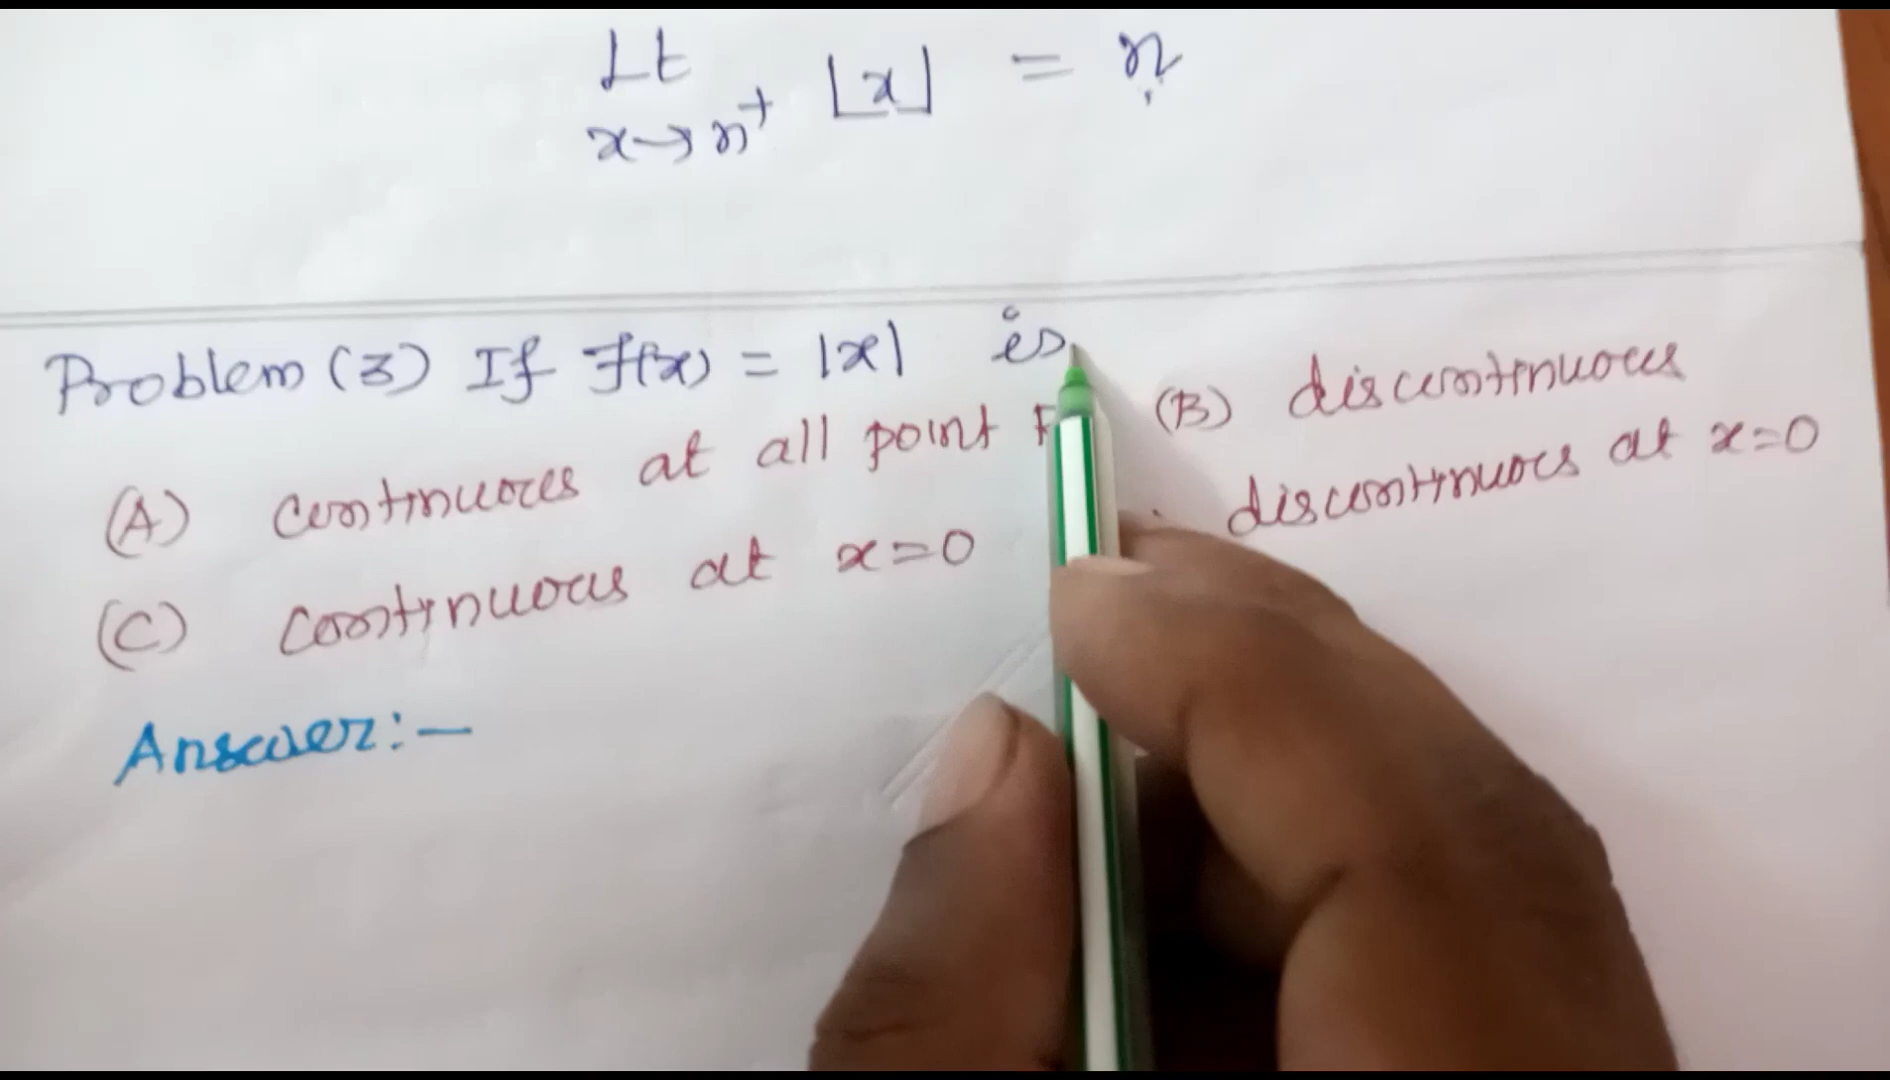 Lt ⌊x⌋ = n.
x→n⁺
Problem (3) If f(x) = |x| is
(A) continuous at all point (B) discontinuous
(C) continuous at x=0 discontinuous at x=0
Answer:-